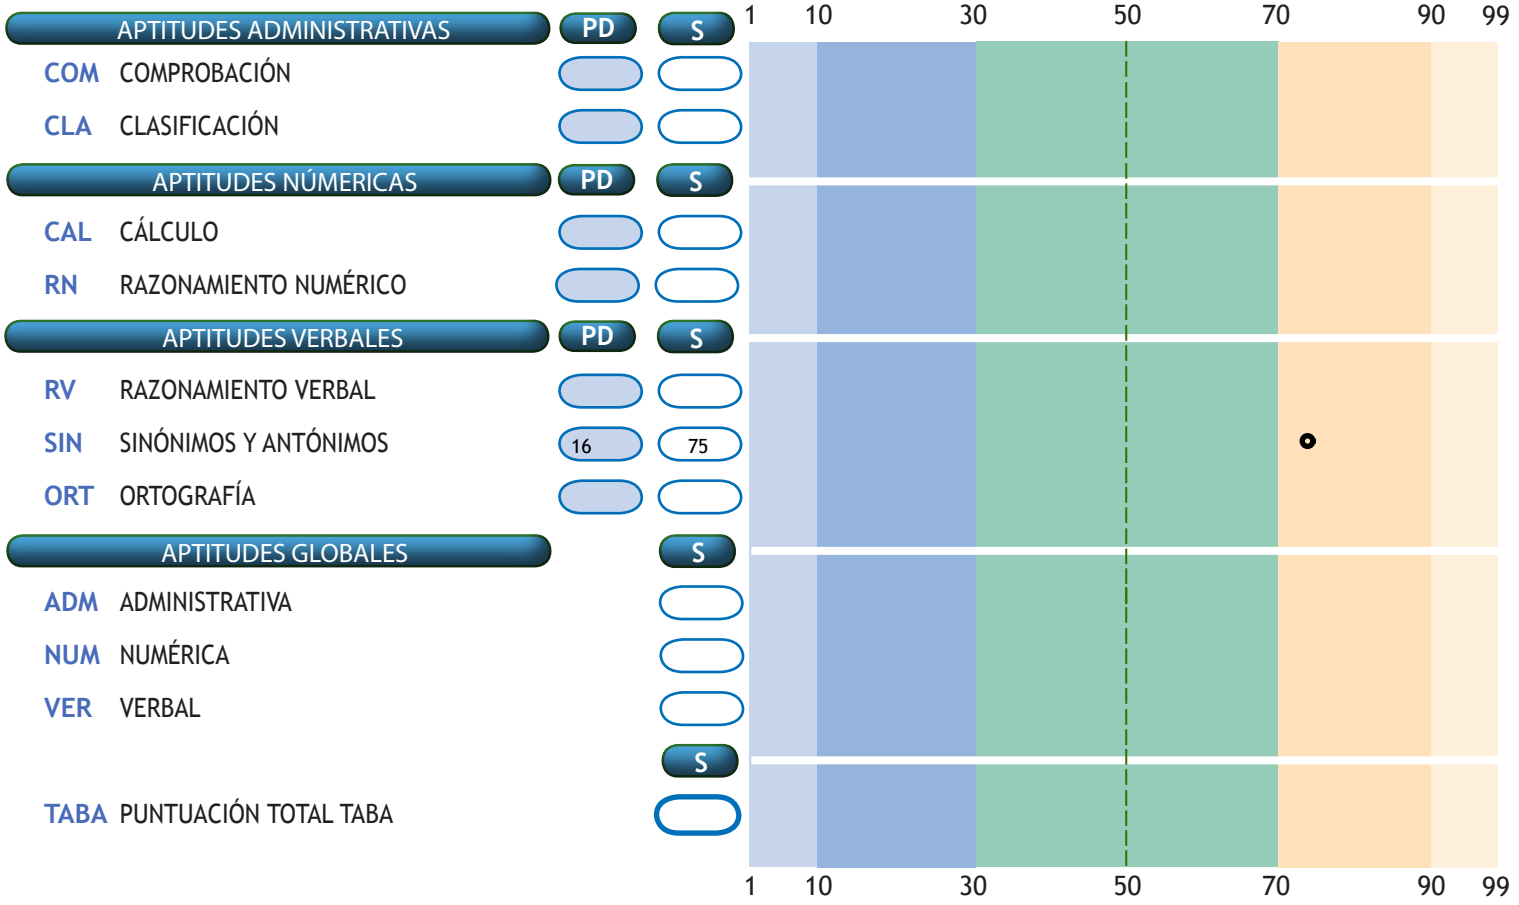 1 10 30 50 70 90 99
APTITUDES ADMINISTRATIVAS PD S
COM COMPROBACIÓN
CLA CLASIFICACIÓN
APTITUDES NÚMERICAS PD S
CAL CÁLCULO
RN RAZONAMIENTO NUMÉRICO
APTITUDES VERBALES PD S
RV RAZONAMIENTO VERBAL
SIN SINÓNIMOS Y ANTÓNIMOS 16 75
ORT ORTOGRAFÍA
APTITUDES GLOBALES S
ADM ADMINISTRATIVA
NUM NUMÉRICA
VER VERBAL
S
TABA PUNTUACIÓN TOTAL TABA
1 10 30 50 70 90 99